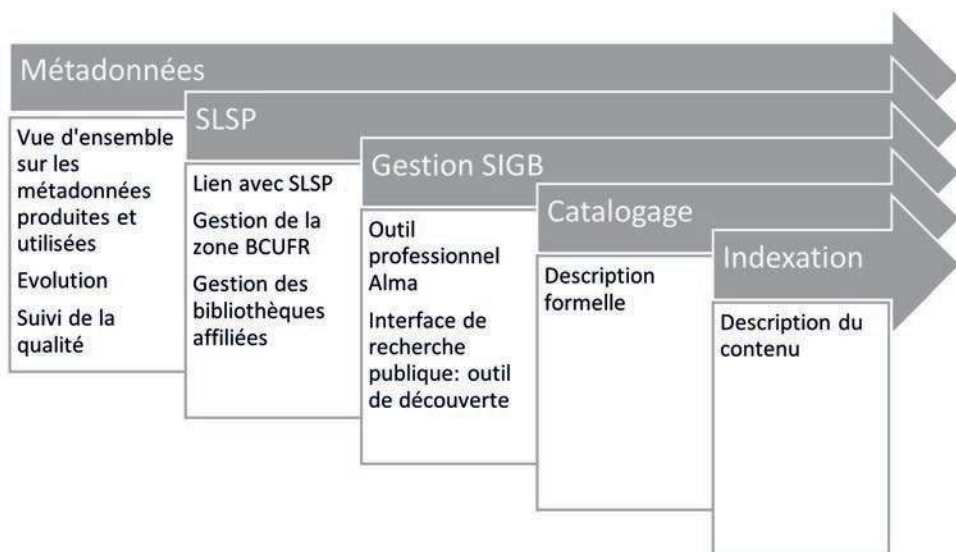 Métadonnées
Vue d'ensemble
sur les
métadonnées
produites et
utilisées
Evolution
Suivi de la
qualité
SLSP
Lien avec SLSP
Gestion de la
zone BCUFR
Gestion des
bibliothèques
affiliées
Gestion SIGB
Outil
professionnel
Alma
Interface de
recherche
publique: outil
de découverte
Catalogage
Description
formelle
Indexation
Description du
contenu